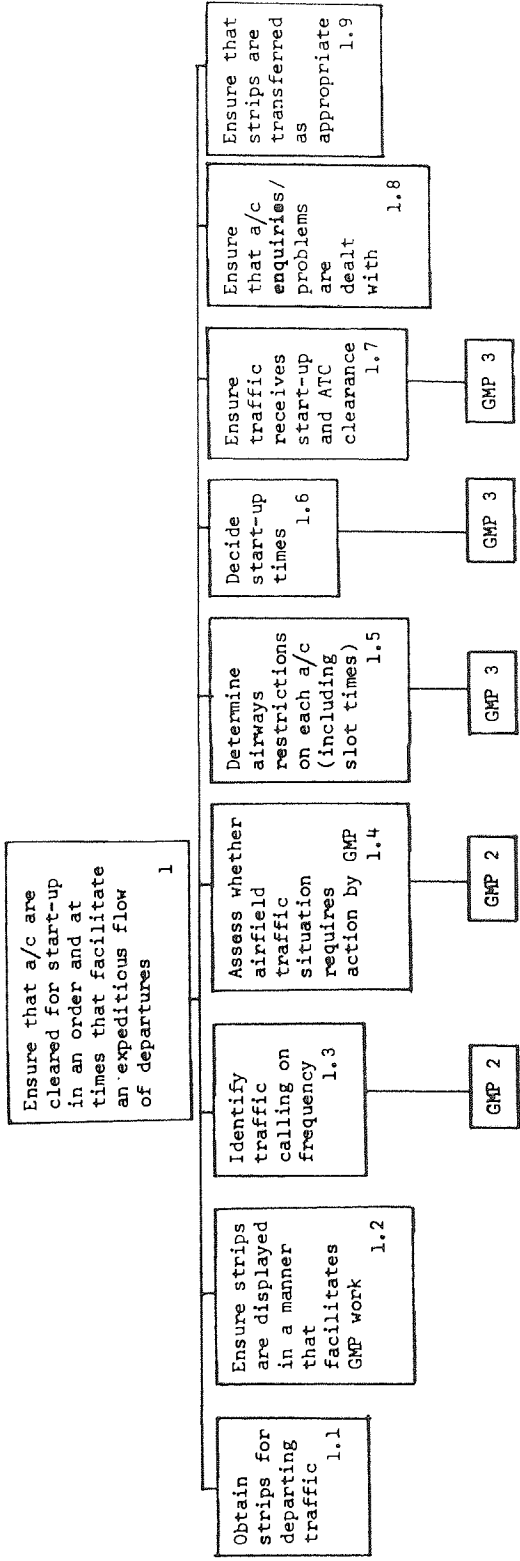 Ensure that a/c are
cleared for start-up
in an order and at
times that facilitate
an expeditious flow
of departures
1
Obtain
strips for
departing
traffic
1.1
Ensure strips
are displayed
in a manner
that
facilitates
GMP work
1.2
Identify
traffic
calling on
frequency
1.3
GMP 2
Assess whether
airfield
traffic
situation
requires
action by GMP
1.4
GMP 2
Determine
airways
restrictions
on each a/c
(including
slot times)
1.5
GMP 3
Decide
start-up
times
1.6
GMP 3
Ensure
traffic
receives
start-up
and ATC
clearance
1.7
GMP 3
Ensure
that a/c
enquiries/
problems
are
dealt
with
1.8
Ensure that
strips are
transferred
as
appropriate
1.9